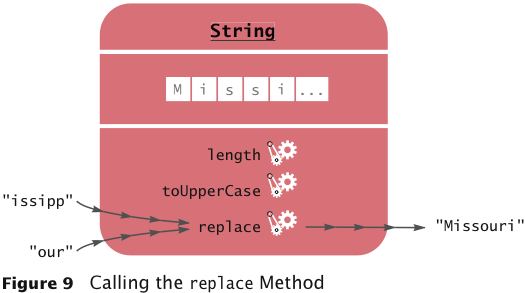 String
M i s s i ...
length
toUpperCase
"issipp"
replace
"Missouri"
"our"
Figure 9 Calling the replace Method